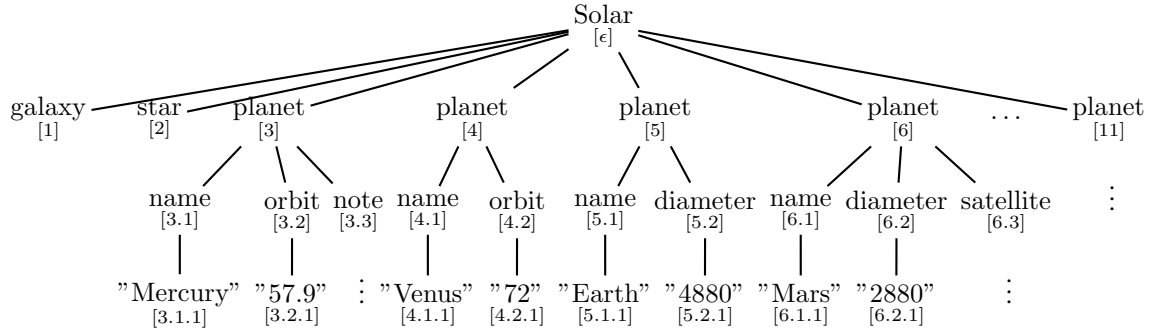 Solar
[ϵ]
galaxy star planet planet planet planet ... planet
[1] [2] [3] [4] [5] [6] [11]
name orbit note name orbit name diameter name diameter satellite ⋮
[3.1] [3.2] [3.3] [4.1] [4.2] [5.1] [5.2] [6.1] [6.2] [6.3]
"Mercury" "57.9" ⋮ "Venus" "72" "Earth" "4880" "Mars" "2880" ⋮
[3.1.1] [3.2.1] [4.1.1] [4.2.1] [5.1.1] [5.2.1] [6.1.1] [6.2.1]